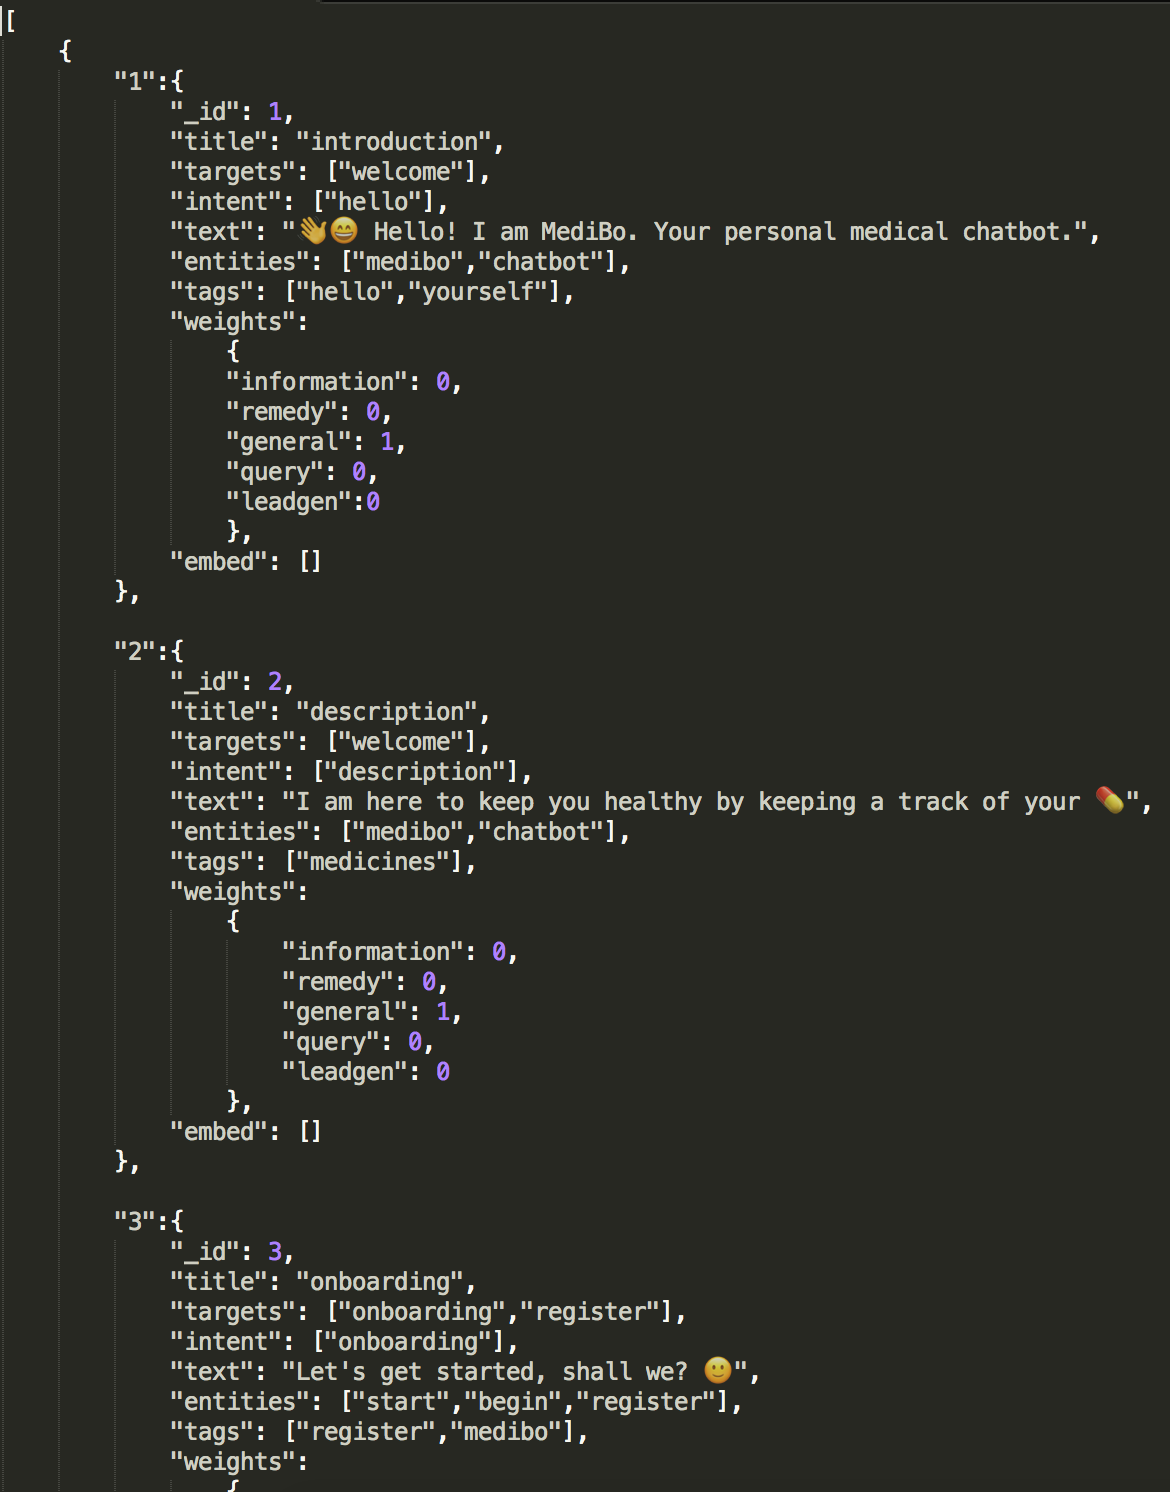 [
    {
        "1":{
            "_id": 1,
            "title": "introduction",
            "targets": ["welcome"],
            "intent": ["hello"],
            "text": "👋😄 Hello! I am MediBo. Your personal medical chatbot.",
            "entities": ["medibo","chatbot"],
            "tags": ["hello","yourself"],
            "weights":
                {
                "information": 0,
                "remedy": 0,
                "general": 1,
                "query": 0,
                "leadgen":0
                },
            "embed": []
        },

        "2":{
            "_id": 2,
            "title": "description",
            "targets": ["welcome"],
            "intent": ["description"],
            "text": "I am here to keep you healthy by keeping a track of your 💊",
            "entities": ["medibo","chatbot"],
            "tags": ["medicines"],
            "weights":
                {
                    "information": 0,
                    "remedy": 0,
                    "general": 1,
                    "query": 0,
                    "leadgen": 0
                },
            "embed": []
        },

        "3":{
            "_id": 3,
            "title": "onboarding",
            "targets": ["onboarding","register"],
            "intent": ["onboarding"],
            "text": "Let's get started, shall we? 🙂",
            "entities": ["start","begin","register"],
            "tags": ["register","medibo"],
            "weights":
                {